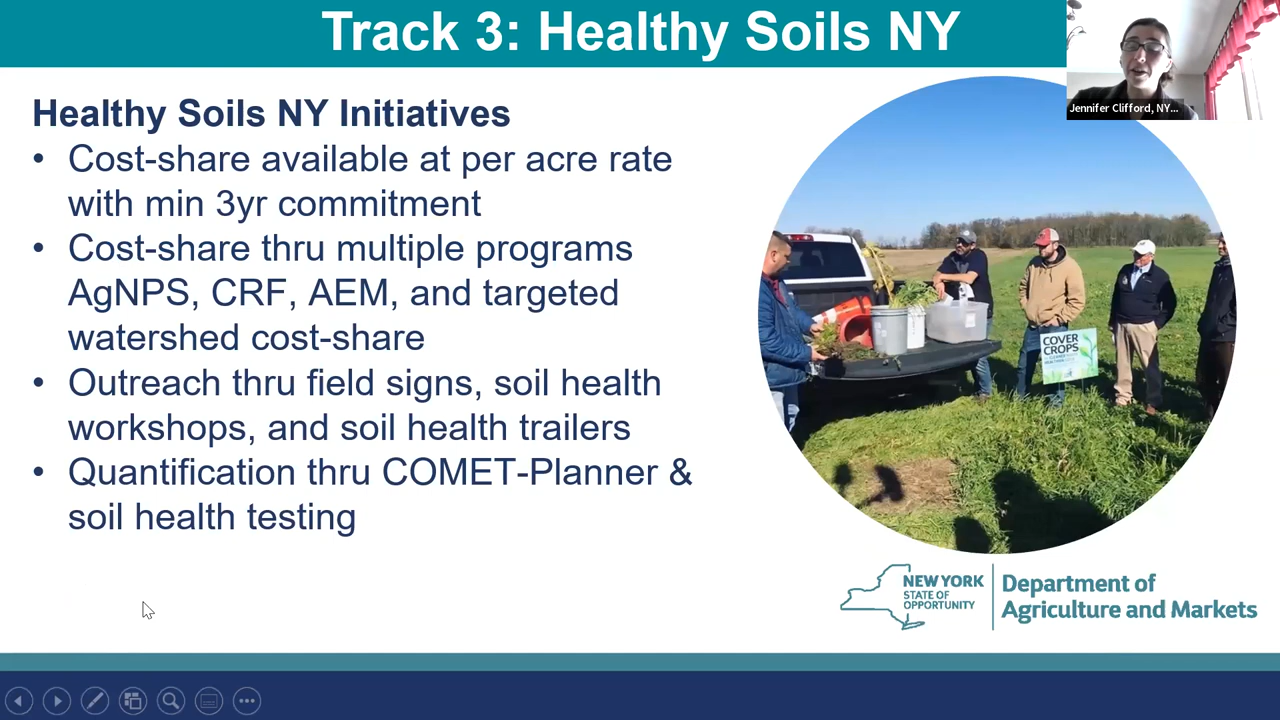 Track 3: Healthy Soils NY
Jennifer Clifford, NY...
Healthy Soils NY Initiatives
• Cost-share available at per acre rate
with min 3yr commitment
• Cost-share thru multiple programs
AgNPS, CRF, AEM, and targeted
watershed cost-share
• Outreach thru field signs, soil health
workshops, and soil health trailers
• Quantification thru COMET-Planner &
soil health testing
COVER
CROPS
NEW YORK
STATE OF
OPPORTUNITY
Department of
Agriculture and Markets